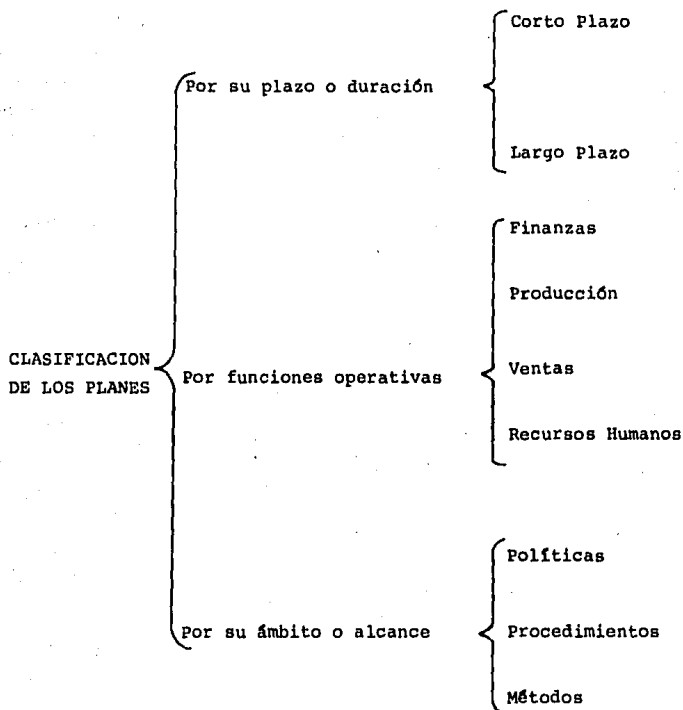 CLASIFICACION
DE LOS PLANES
Por su plazo o duración
Corto Plazo
Largo Plazo
Por funciones operativas
Finanzas
Producción
Ventas
Recursos Humanos
Por su ámbito o alcance
Políticas
Procedimientos
Métodos